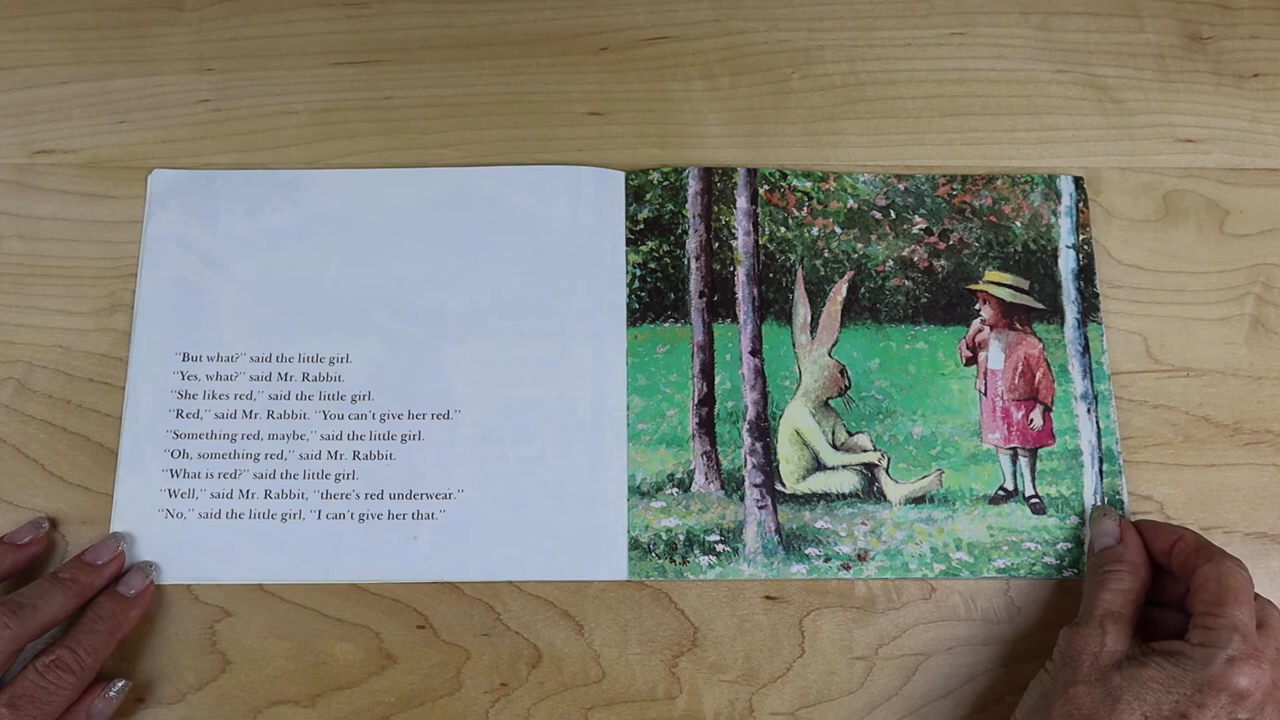 "But what?" said the little girl.
"Yes, what?" said Mr. Rabbit.
"She likes red," said the little girl.
"Red," said Mr. Rabbit. "You can't give her red."
"Something red, maybe," said the little girl.
"Oh, something red," said Mr. Rabbit.
"What is red?" said the little girl.
"Well," said Mr. Rabbit, "there's red underwear."
"No," said the little girl, "I can't give her that."